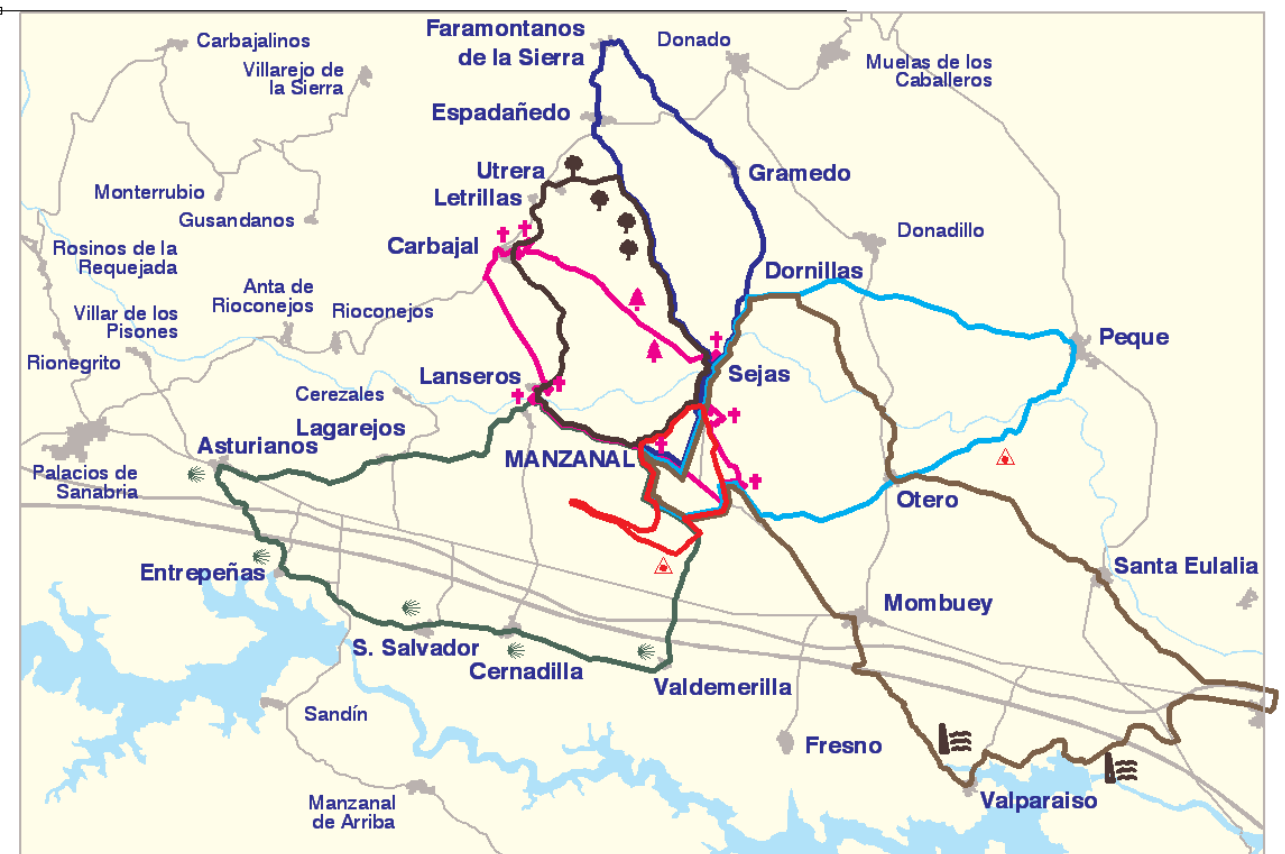 Faramontanos
de la Sierra
Carbajalinos
Donado
Villarejo de
la Sierra
Muelas de los
Caballeros
Espadañedo
Utrera
Gramedo
Monterrubio
Letrillas
Gusandanos
Carbajal
Donadillo
Rosinos de la
Requejada
Dornillas
Anta de
Rioconejos
Rioconejos
Villar de los
Pisones
Peque
Rionegrito
Lanseros
Sejas
Cerezales
Lagarejos
Asturianos
MANZANAL
Palacios de
Sanabria
Otero
Entrepeñas
Santa Eulalia
Mombuey
S. Salvador
Cernadilla
Valdemerilla
Sandín
Fresno
Valparaiso
Manzanal
de Arriba